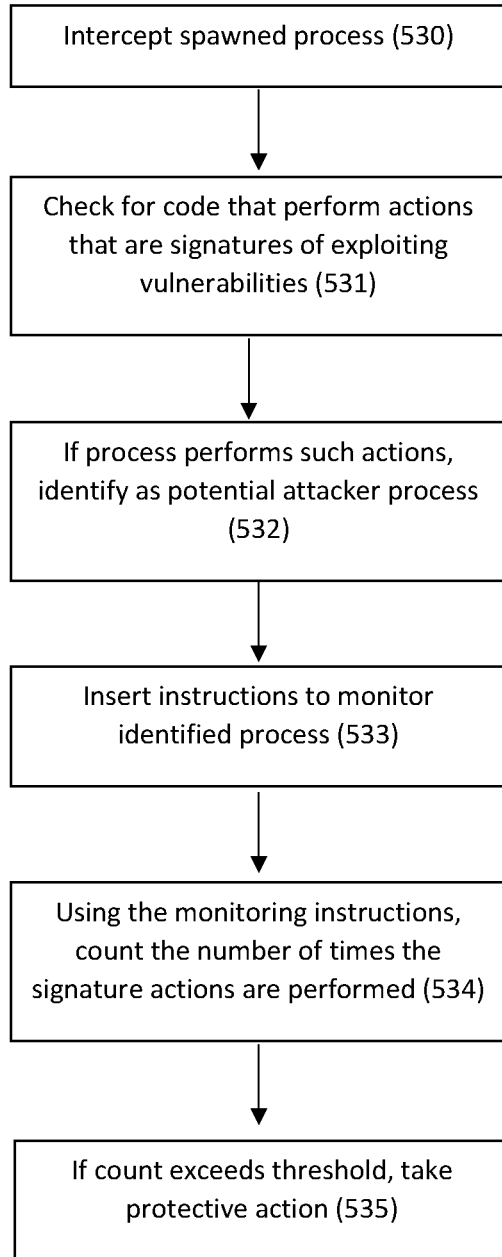 Intercept spawned process (530)
Check for code that perform actions
that are signatures of exploiting
vulnerabilities (531)
If process performs such actions,
identify as potential attacker process
(532)
Insert instructions to monitor
identified process (533)
Using the monitoring instructions,
count the number of times the
signature actions are performed (534)
If count exceeds threshold, take
protective action (535)